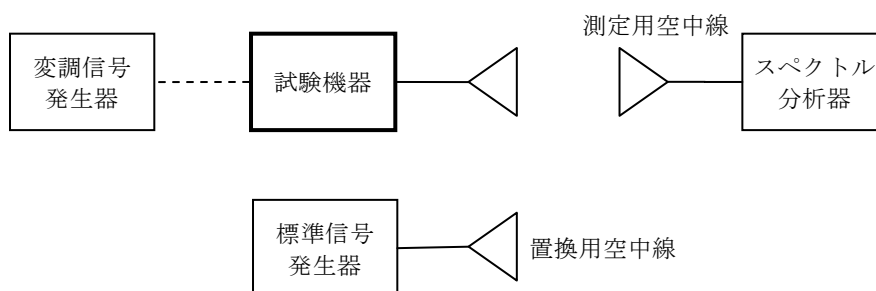 測定用空中線
変調信号
発生器
試験機器
スペクトル
分析器
標準信号
発生器
置換用空中線